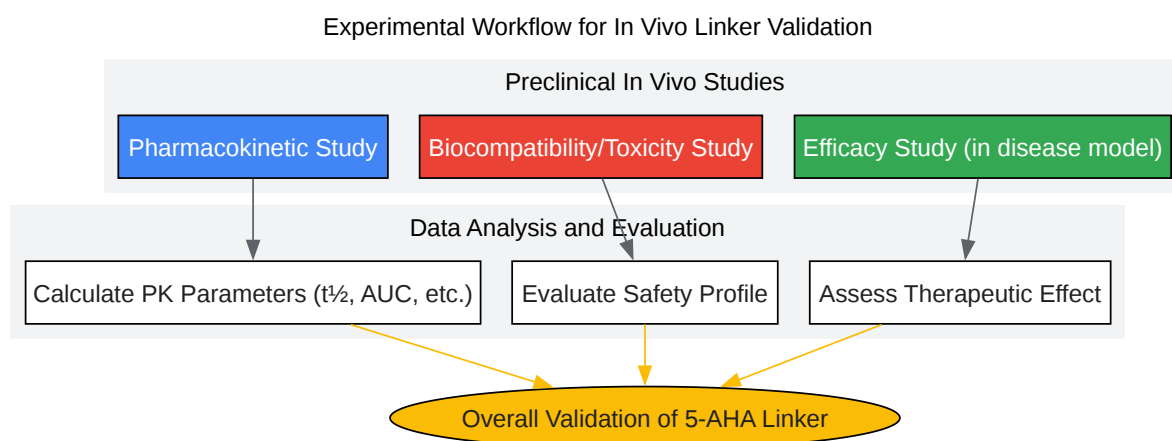 Experimental Workflow for In Vivo Linker Validation
Preclinical In Vivo Studies
Pharmacokinetic Study
Biocompatibility/Toxicity Study
Efficacy Study (in disease model)
Data Analysis and Evaluation
Calculate PK Parameters (t½, AUC, etc.)
Evaluate Safety Profile
Assess Therapeutic Effect
Overall Validation of 5-AHA Linker